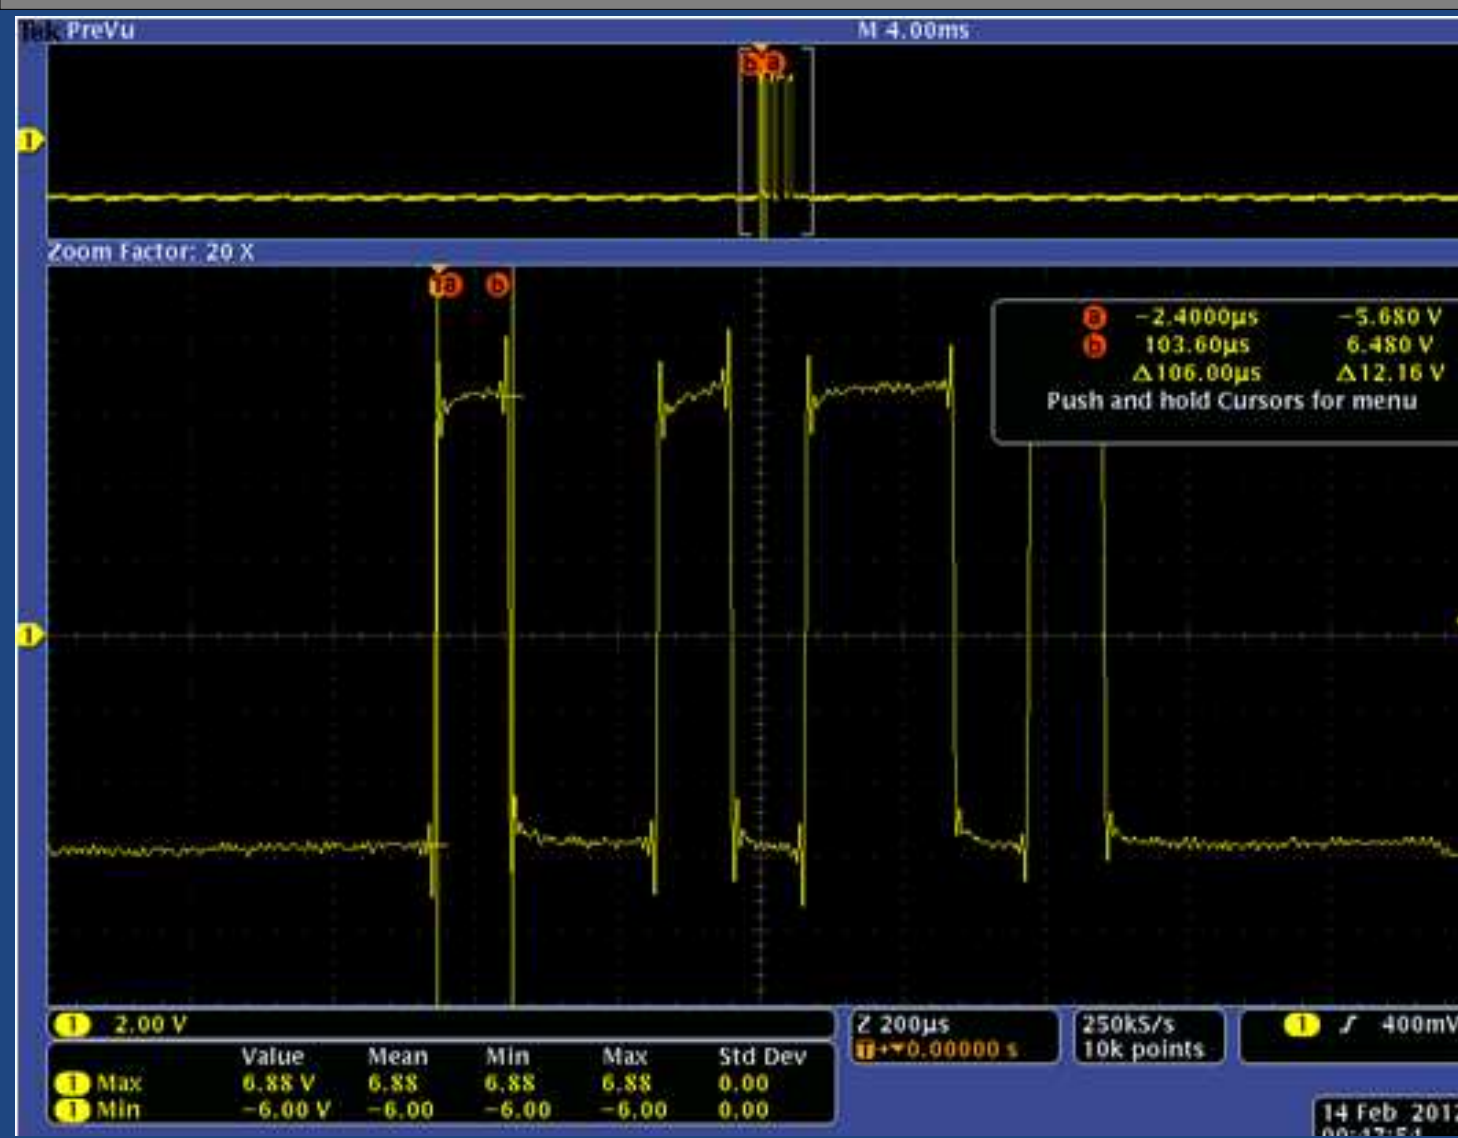 Tek PreVu M 4.00ms
b a
1
Zoom Factor: 20 X
a b
a −2.4000µs −5.680 V
b 103.60µs 6.480 V
Δ106.00µs Δ12.16 V
Push and hold Cursors for menu
1
1 2.00 V
Z 200µs
T→▼0.00000 s
250kS/s
10k points
1 ∫ 400mV
Value Mean Min Max Std Dev
1 Max 6.88 V 6.88 6.88 6.88 0.00
1 Min −6.00 V −6.00 −6.00 −6.00 0.00
14 Feb 2012